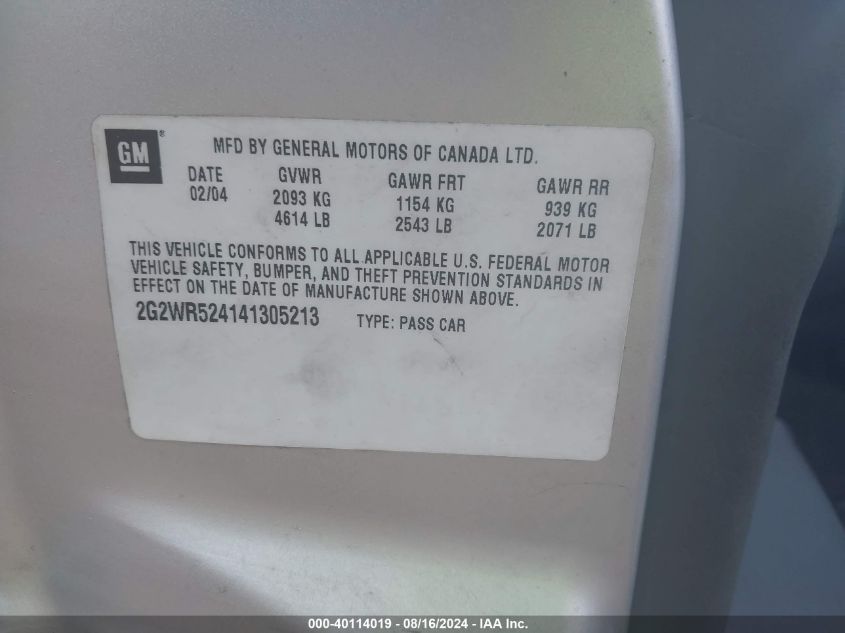 GM®
MFD BY GENERAL MOTORS OF CANADA LTD.
DATE GVWR GAWR FRT GAWR RR
02/04 2093 KG 1154 KG 939 KG
4614 LB 2543 LB 2071 LB
THIS VEHICLE CONFORMS TO ALL APPLICABLE U.S. FEDERAL MOTOR
VEHICLE SAFETY, BUMPER, AND THEFT PREVENTION STANDARDS IN
EFFECT ON THE DATE OF MANUFACTURE SHOWN ABOVE.
2G2WR524141305213 TYPE: PASS CAR
000-40114019 - 08/16/2024 - IAA Inc.